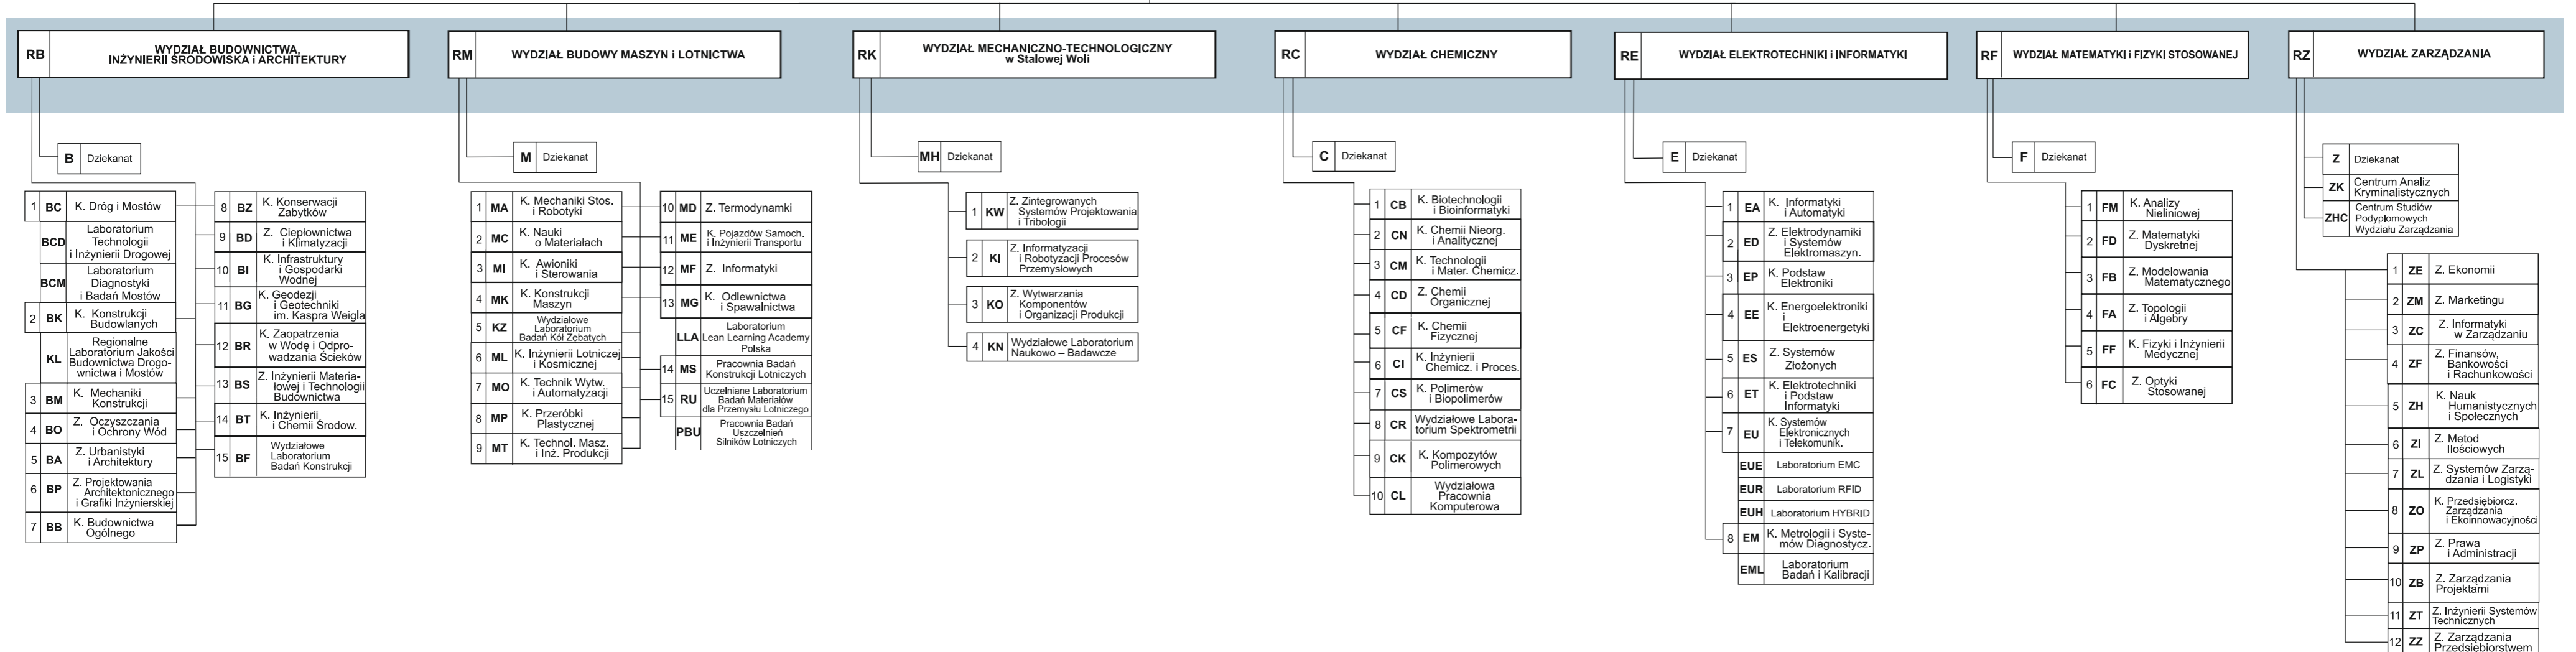 RB
WYDZIAŁ BUDOWNICTWA,
INŻYNIERII ŚRODOWISKA i ARCHITEKTURY
B Dziekanat
1 BC K. Dróg i Mostów
BCD Laboratorium
Technologii
i Inżynierii Drogowej
BCM Laboratorium
Diagnostyki
i Badań Mostów
2 BK K. Konstrukcji
Budowlanych
KL Regionalne
Laboratorium Jakości
Budownictwa Drogo-
wnictwa i Mostów
3 BM K. Mechaniki
Konstrukcji
4 BO Z. Oczyszczania
i Ochrony Wód
5 BA Z. Urbanistyki
i Architektury
6 BP Z. Projektowania
Architektonicznego
i Grafiki Inżynierskiej
7 BB K. Budownictwa
Ogólnego
8 BZ K. Konserwacji
Zabytków
9 BD Z. Ciepłownictwa
i Klimatyzacji
10 BI K. Infrastruktury
i Gospodarki
Wodnej
11 BG K. Geodezji
i Geotechniki
im. Kaspra Weigla
12 BR K. Zaopatrzenia
w Wodę i Odpro-
wadzania Ścieków
13 BS Z. Inżynierii Materia-
łowej i Technologii
Budownictwa
14 BT K. Inżynierii
i Chemii Środow.
15 BF Wydziałowe
Laboratorium
Badań Konstrukcji
RM WYDZIAŁ BUDOWY MASZYN i LOTNICTWA
M Dziekanat
1 MA K. Mechaniki Stos.
i Robotyki
2 MC K. Nauki
o Materiałach
3 MI K. Awioniki
i Sterowania
4 MK K. Konstrukcji
Maszyn
5 KZ Wydziałowe
Laboratorium
Badań Kół Zębatych
6 ML K. Inżynierii Lotniczej
i Kosmicznej
7 MO K. Technik Wytw.
i Automatyzacji
8 MP K. Przeróbki
Plastycznej
9 MT K. Technol. Masz.
i Inż. Produkcji
10 MD Z. Termodynamki
11 ME K. Pojazdów Samoch.
i Inżynierii Transportu
12 MF Z. Informatyki
13 MG K. Odlewnictwa
i Spawalnictwa
LLA Laboratorium
Lean Learning Academy
Polska
14 MS Pracownia Badań
Konstrukcji Lotniczych
15 RU Uczelniane Laboratorium
Badań Materiałów
dla Przemysłu Lotniczego
PBU Pracownia Badań
Uszczelnień
Silników Lotniczych
RK WYDZIAŁ MECHANICZNO-TECHNOLOGICZNY
w Stalowej Woli
MH Dziekanat
1 KW Z. Zintegrowanych
Systemów Projektowania
i Tribologii
2 KI Z. Informatyzacji
i Robotyzacji Procesów
Przemysłowych
3 KO Z. Wytwarzania
Komponentów
i Organizacji Produkcji
4 KN Wydziałowe Laboratorium
Naukowo – Badawcze
RC WYDZIAŁ CHEMICZNY
C Dziekanat
1 CB K. Biotechnologii
i Bioinformatyki
2 CN K. Chemii Nieorg.
i Analitycznej
3 CM K. Technologii
i Mater. Chemicz.
4 CD Z. Chemii
Organicznej
5 CF K. Chemii
Fizycznej
6 CI K. Inżynierii
Chemicz. i Proces.
7 CS K. Polimerów
i Biopolimerów
8 CR Wydziałowe Labora-
torium Spektrometrii
9 CK K. Kompozytów
Polimerowych
10 CL Wydziałowa
Pracownia
Komputerowa
RE WYDZIAŁ ELEKTROTECHNIKI i INFORMATYKI
E Dziekanat
1 EA K. Informatyki
i Automatyki
2 ED Z. Elektrodynamiki
i Systemów
Elektromaszyn.
3 EP K. Podstaw
Elektroniki
4 EE K. Energoelektroniki
i
Elektroenergetyki
5 ES Z. Systemów
Złożonych
6 ET K. Elektrotechniki
i Podstaw
Informatyki
7 EU K. Systemów
Elektronicznych
i Telekomunik.
EUE Laboratorium EMC
EUR Laboratorium RFID
EUH Laboratorium HYBRID
8 EM K. Metrologii i Syste-
mów Diagnostycz.
EML Laboratorium
Badań i Kalibracji
RF WYDZIAŁ MATEMATYKI i FIZYKI STOSOWANEJ
F Dziekanat
1 FM K. Analizy
Nieliniowej
2 FD Z. Matematyki
Dyskretnej
3 FB Z. Modelowania
Matematycznego
4 FA Z. Topologii
i Algebry
5 FF K. Fizyki i Inżynierii
Medycznej
6 FC Z. Optyki
Stosowanej
RZ WYDZIAŁ ZARZĄDZANIA
Z Dziekanat
ZK Centrum Analiz
Kryminalistycznych
ZHC Centrum Studiów
Podyplomowych
Wydziału Zarządzania
1 ZE Z. Ekonomii
2 ZM Z. Marketingu
3 ZC Z. Informatyki
w Zarządzaniu
4 ZF Z. Finansów,
Bankowości
i Rachunkowości
5 ZH K. Nauk
Humanistycznych
i Społecznych
6 ZI Z. Metod
Ilościowych
7 ZL Z. Systemów Zarzą-
dzania i Logistyki
8 ZO K. Przedsiębiorcz.
Zarządzania
i Ekoinnowacyjności
9 ZP Z. Prawa
i Administracji
10 ZB Z. Zarządzania
Projektami
11 ZT Z. Inżynierii Systemów
Technicznych
12 ZZ Z. Zarządzania
Przedsiębiorstwem